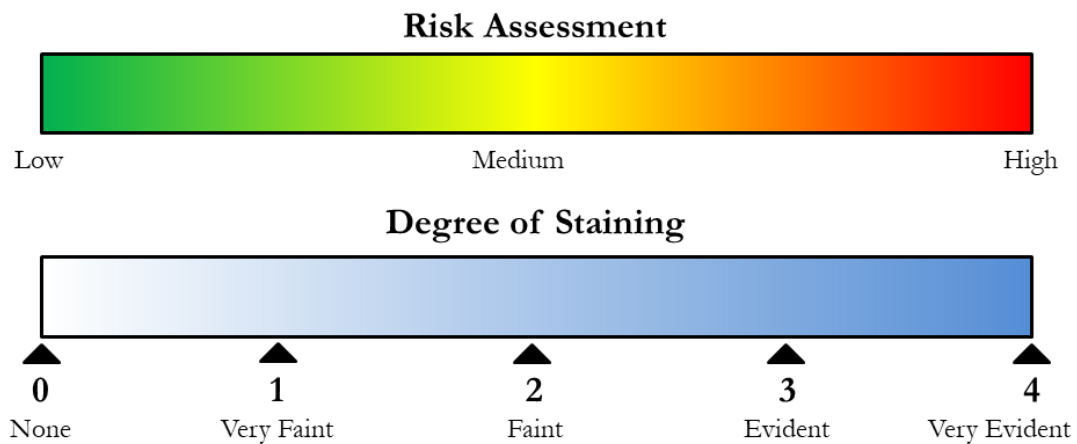 Risk Assessment
Low Medium High
Degree of Staining
0 1 2 3 4
None Very Faint Faint Evident Very Evident